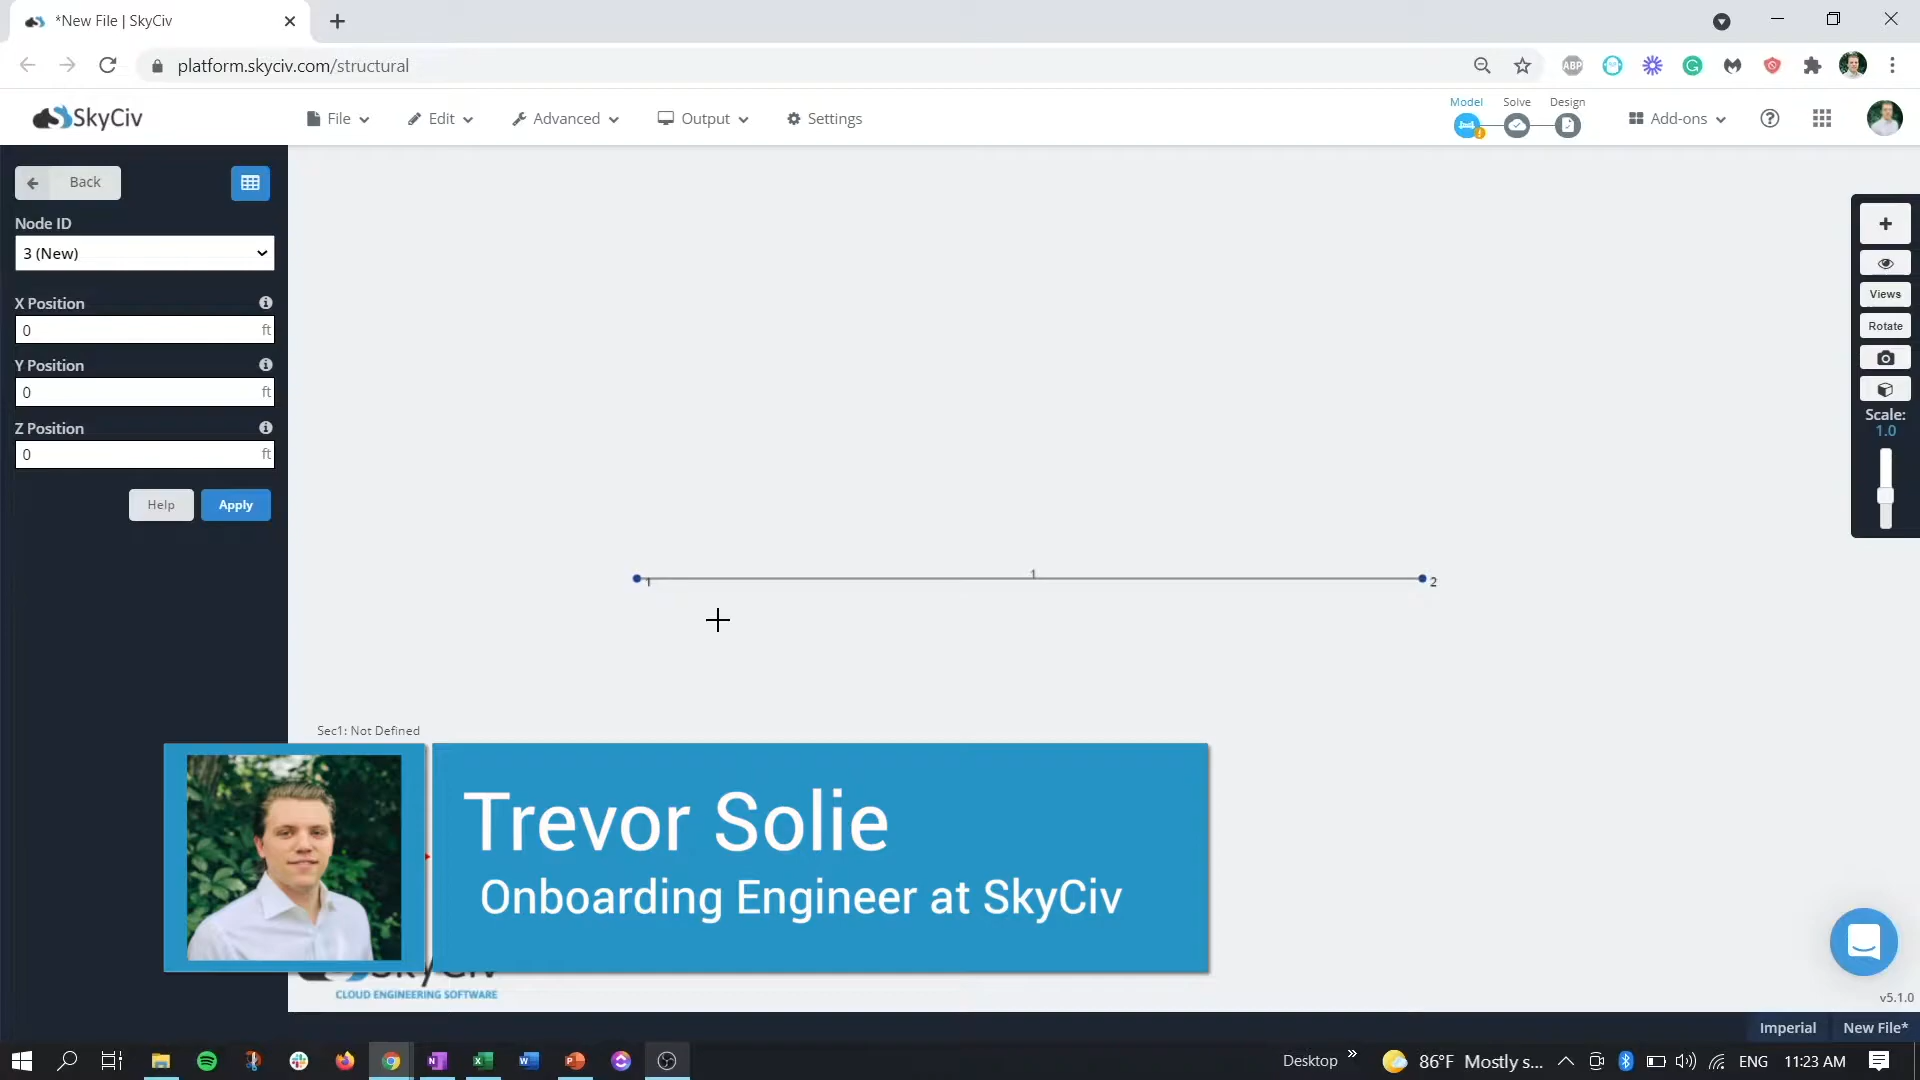 *New File | SkyCiv
platform.skyciv.com/structural
ABP
SkyCiv
File
Edit
Advanced
Output
Settings
Model
Solve
Design
Add-ons
Back
Node ID
3 (New)
X Position
0
ft
Y Position
0
ft
Z Position
0
ft
Help
Apply
Views
Rotate
Scale:
1.0
1
1
2
Sec1: Not Defined
Trevor Solie
Onboarding Engineer at SkyCiv
SkyCiv
CLOUD ENGINEERING SOFTWARE
v5.1.0
Imperial
New File*
Desktop
86°F Mostly s...
ENG
11:23 AM